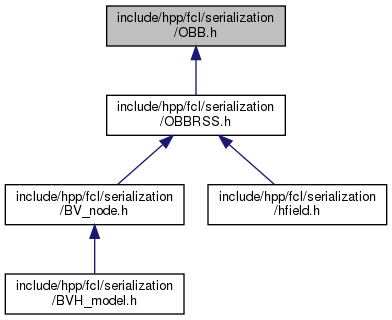 include/hpp/fcl/serialization
/OBB.h
include/hpp/fcl/serialization
/OBBRSS.h
include/hpp/fcl/serialization
/BV_node.h
include/hpp/fcl/serialization
/hfield.h
include/hpp/fcl/serialization
/BVH_model.h